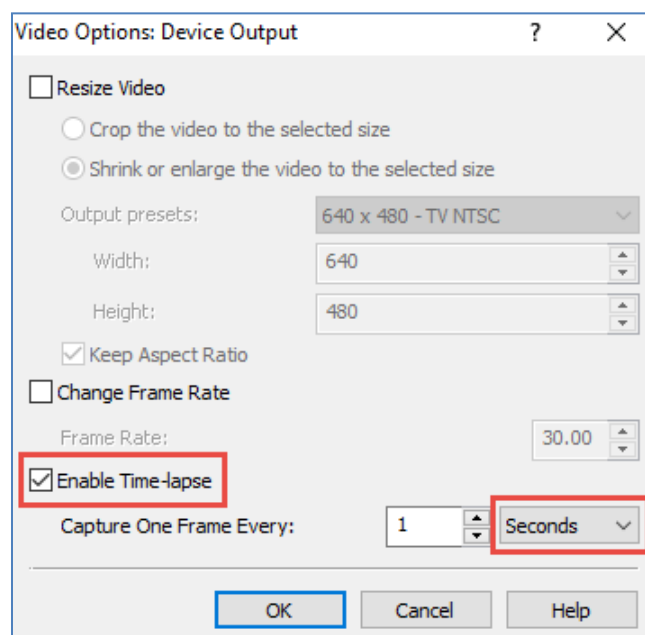 Video Options: Device Output ?
Resize Video
Crop the video to the selected size
Shrink or enlarge the video to the selected size
Output presets: 640 x 480 - TV NTSC
Width: 640
Height: 480
Keep Aspect Ratio
Change Frame Rate
Frame Rate: 30.00
Enable Time-lapse
Capture One Frame Every: 1 Seconds
OK Cancel Help